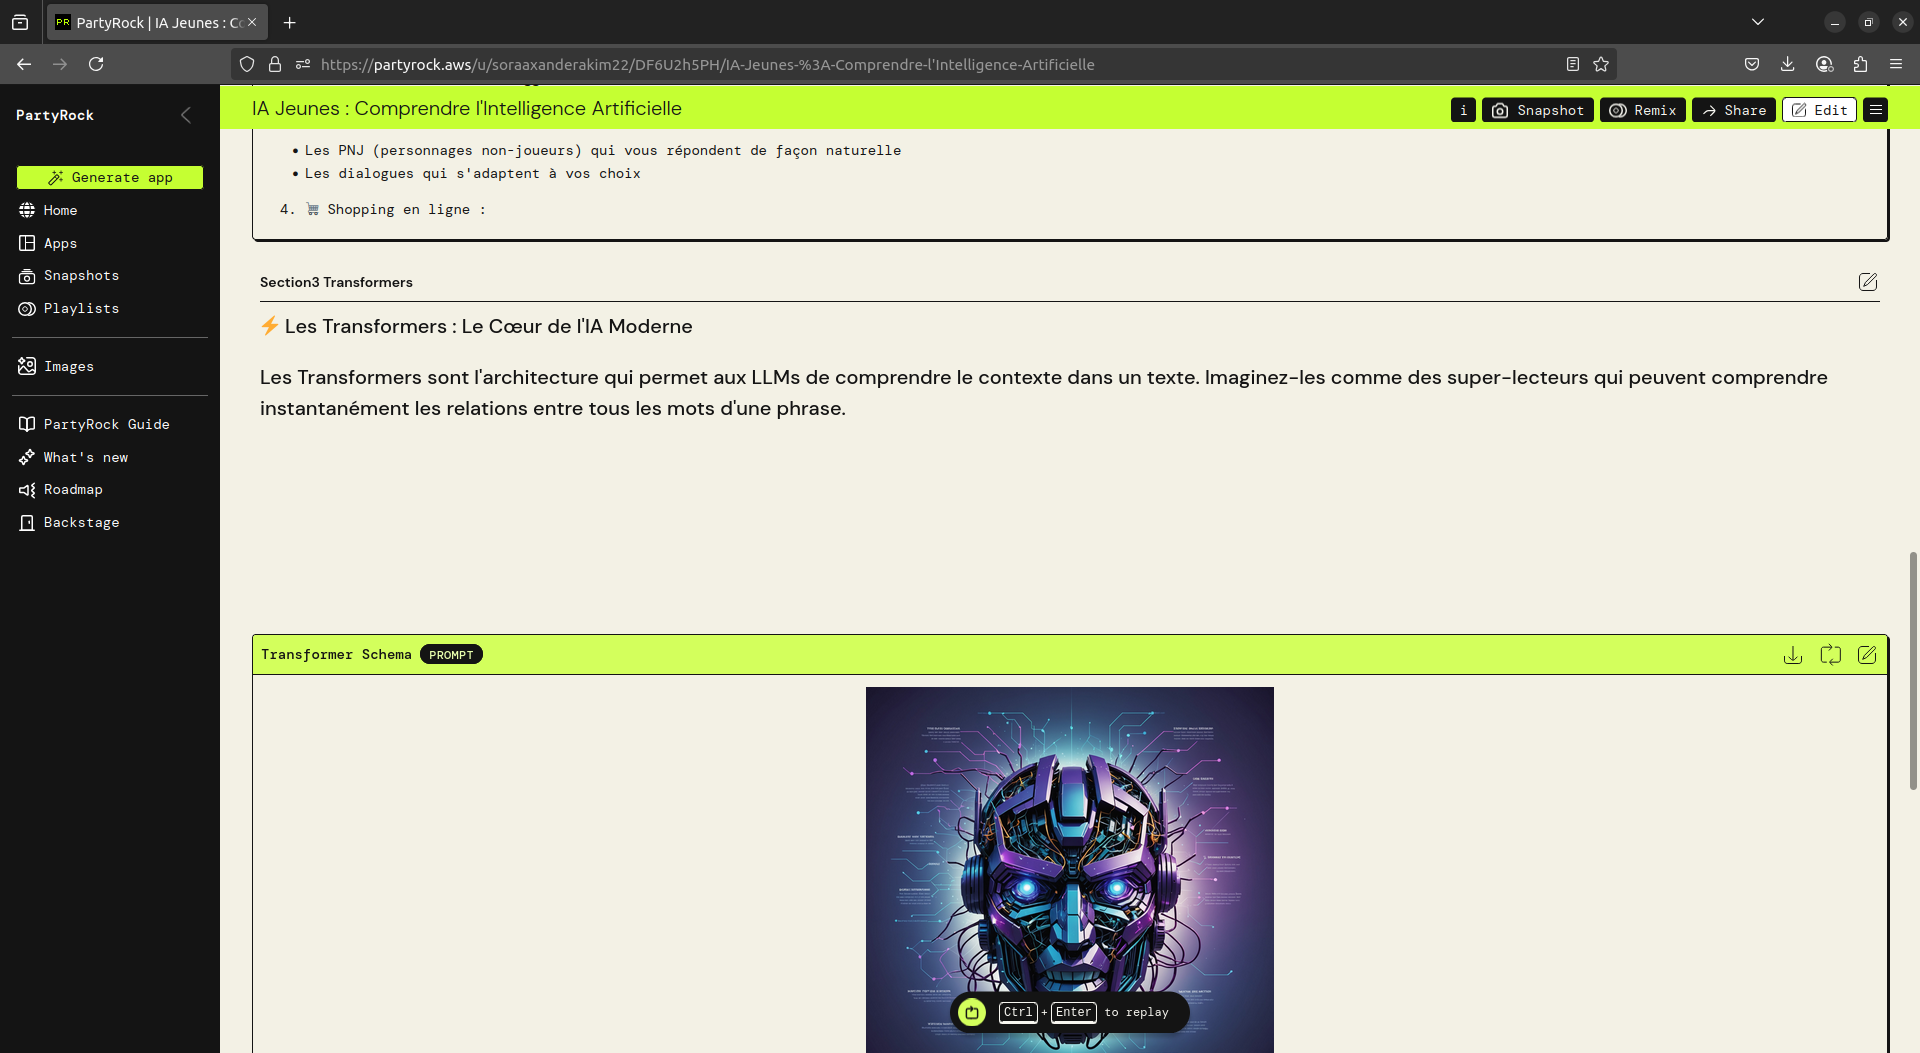 PartyRock | IA Jeunes : Co
https://partyrock.aws/u/soraaxanderakim22/DF6U2h5PH/IA-Jeunes-%3A-Comprendre-l'Intelligence-Artificielle
PartyRock
Generate app
Home
Apps
Snapshots
Playlists
Images
PartyRock Guide
What's new
Roadmap
Backstage
IA Jeunes : Comprendre l'Intelligence Artificielle
i Snapshot Remix Share Edit
• Les PNJ (personnages non-joueurs) qui vous répondent de façon naturelle
• Les dialogues qui s'adaptent à vos choix
4. 🛒 Shopping en ligne :
Section3 Transformers
⚡ Les Transformers : Le Cœur de l'IA Moderne
Les Transformers sont l'architecture qui permet aux LLMs de comprendre le contexte dans un texte. Imaginez-les comme des super-lecteurs qui peuvent comprendre
instantanément les relations entre tous les mots d'une phrase.
Transformer Schema PROMPT
Ctrl + Enter to replay